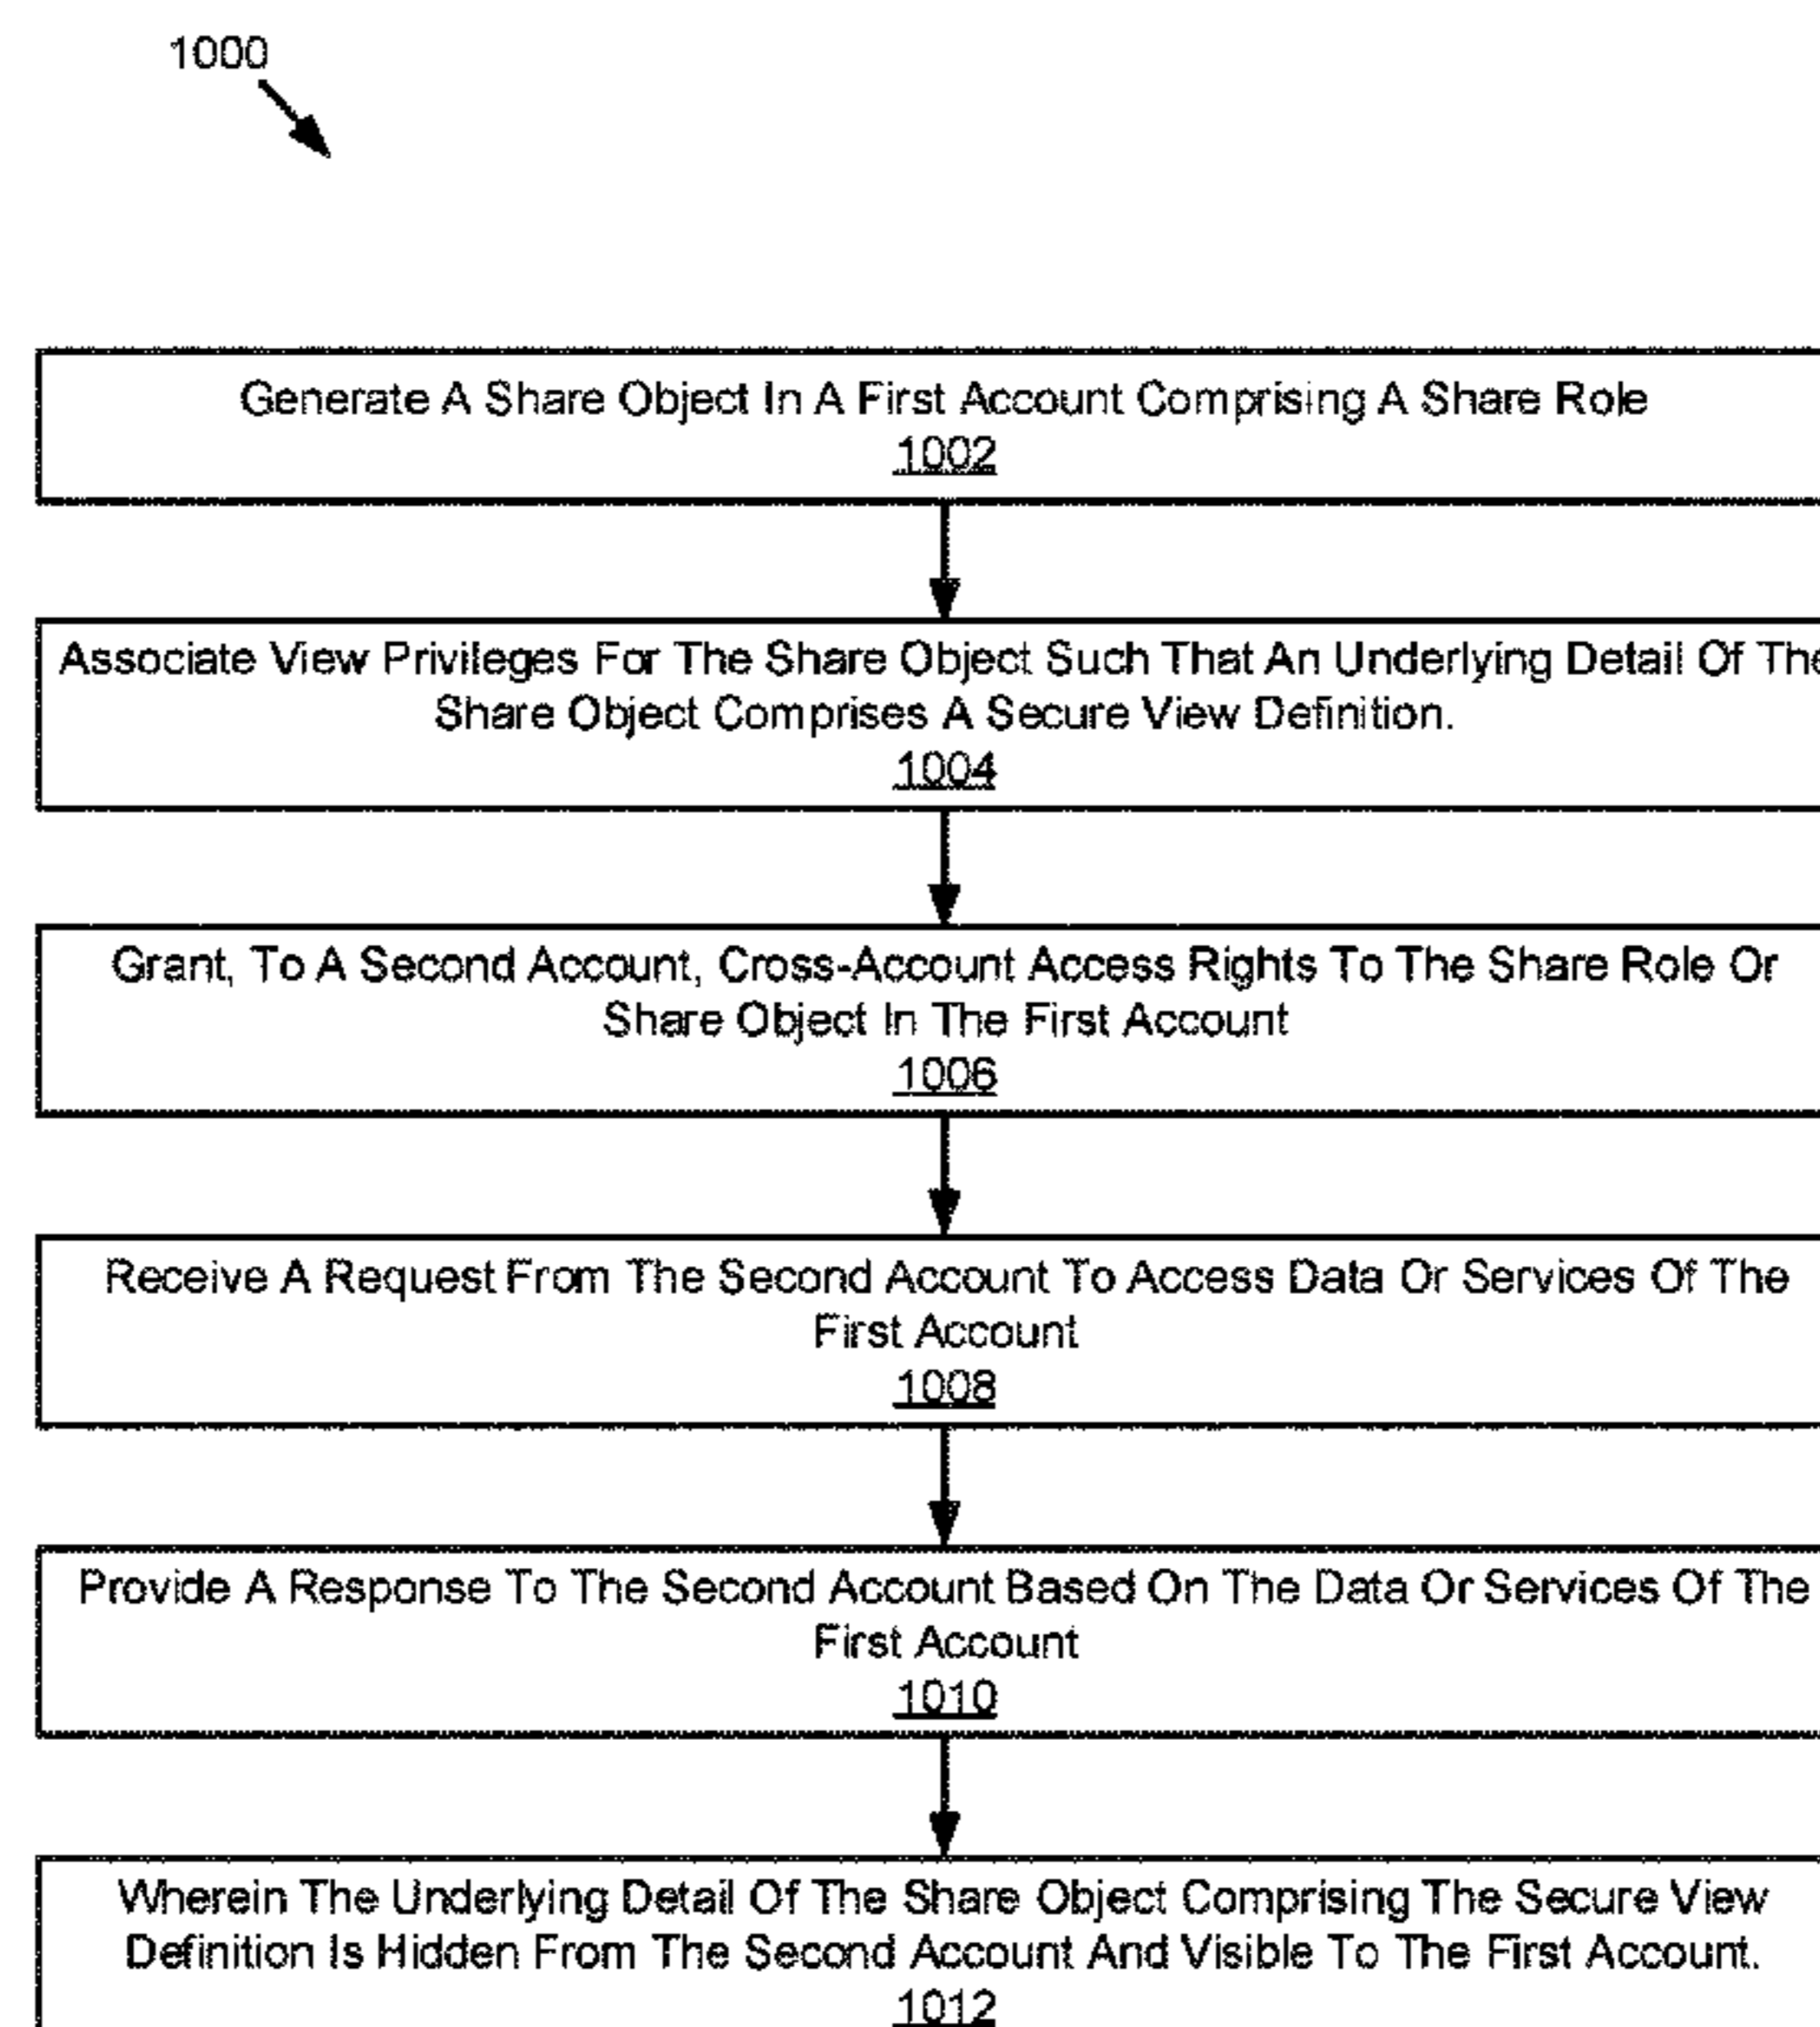 1000
Generate A Share Object In A First Account Comprising A Share Role
1002
Associate View Privileges For The Share Object Such That An Underlying Detail Of The
Share Object Comprises A Secure View Definition.
1004
Grant, To A Second Account, Cross-Account Access Rights To The Share Role Or
Share Object In The First Account
1006
Receive A Request From The Second Account To Access Data Or Services Of The
First Account
1008
Provide A Response To The Second Account Based On The Data Or Services Of The
First Account
1010
Wherein The Underlying Detail Of The Share Object Comprising The Secure View
Definition Is Hidden From The Second Account And Visible To The First Account.
1012